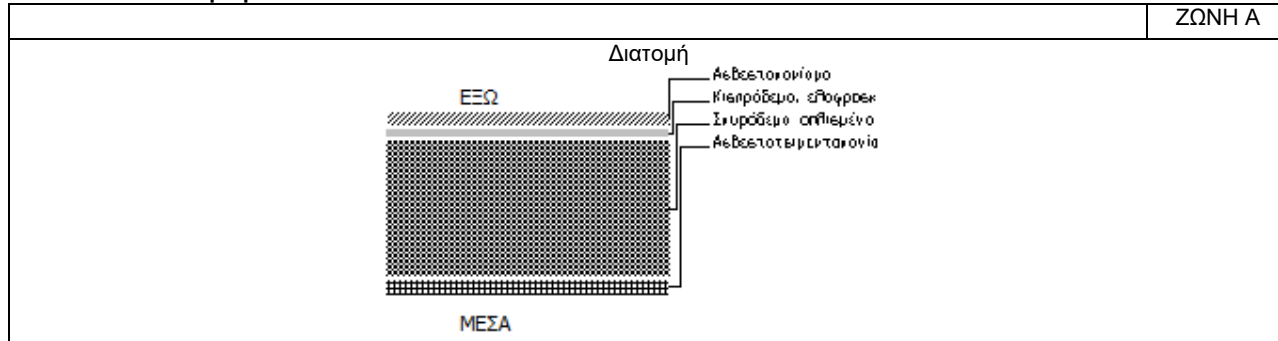 ΖΩΝΗ Α
Διατομή
ΕΞΩ
Ασβεστοκονίαμα
Σκυρόδεμα οπλισμένο
Ασβεστοτσιμεντοκονία
ΜΕΣΑ